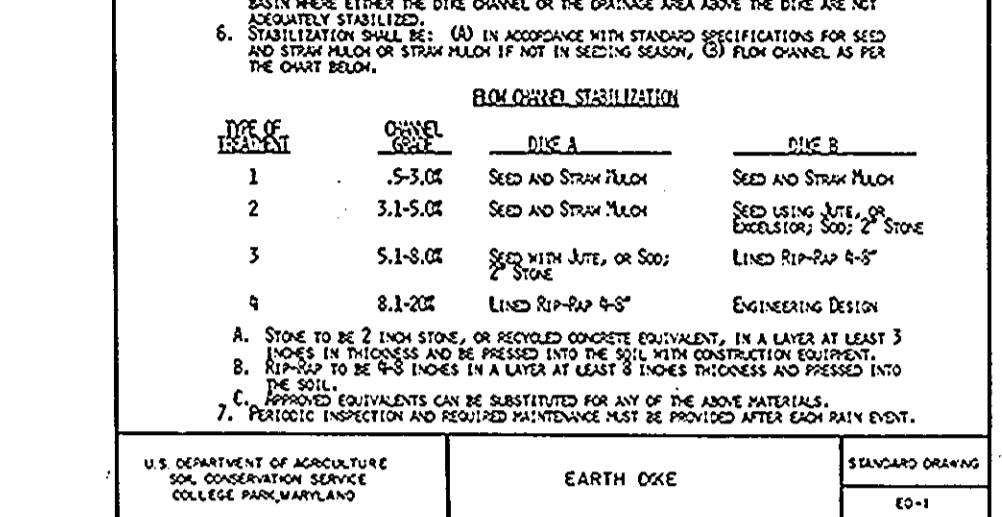 BASIN WHERE EITHER THE DIKE CHANNEL OR THE DRAINAGE AREA ABOVE THE DIKE ARE NOT
ADEQUATELY STABILIZED.
6. STABILIZATION SHALL BE: (A) IN ACCORDANCE WITH STANDARD SPECIFICATIONS FOR SEED
AND STRAW MULCH OR STRAW MULCH IF NOT IN SEEDING SEASON, (B) FLOW CHANNEL AS PER
THE CHART BELOW.
FLOW CHANNEL STABILIZATION
TYPE OF TREATMENT CHANNEL GRADE DIKE A DIKE B
1 .5-3.0% SEED AND STRAW MULCH SEED AND STRAW MULCH
2 3.1-5.0% SEED AND STRAW MULCH SEED USING JUTE, OR
EXCELSIOR; SOD; 2" STONE
3 5.1-8.0% SEED WITH JUTE, OR SOD; LINED RIP-RAP 4-8"
2" STONE
4 8.1-20% LINED RIP-RAP 4-8" ENGINEERING DESIGN
A. STONE TO BE 2 INCH STONE, OR RECYCLED CONCRETE EQUIVALENT, IN A LAYER AT LEAST 3
INCHES IN THICKNESS AND BE PRESSED INTO THE SOIL WITH CONSTRUCTION EQUIPMENT.
B. RIP-RAP TO BE 4-8 INCHES IN A LAYER AT LEAST 8 INCHES THICKNESS AND PRESSED INTO
THE SOIL.
C. APPROVED EQUIVALENTS CAN BE SUBSTITUTED FOR ANY OF THE ABOVE MATERIALS.
7. PERIODIC INSPECTION AND REQUIRED MAINTENANCE MUST BE PROVIDED AFTER EACH RAIN EVENT.
U.S. DEPARTMENT OF AGRICULTURE
SOIL CONSERVATION SERVICE
COLLEGE PARK, MARYLAND
EARTH DIKE
STANDARD DRAWING
ED-1